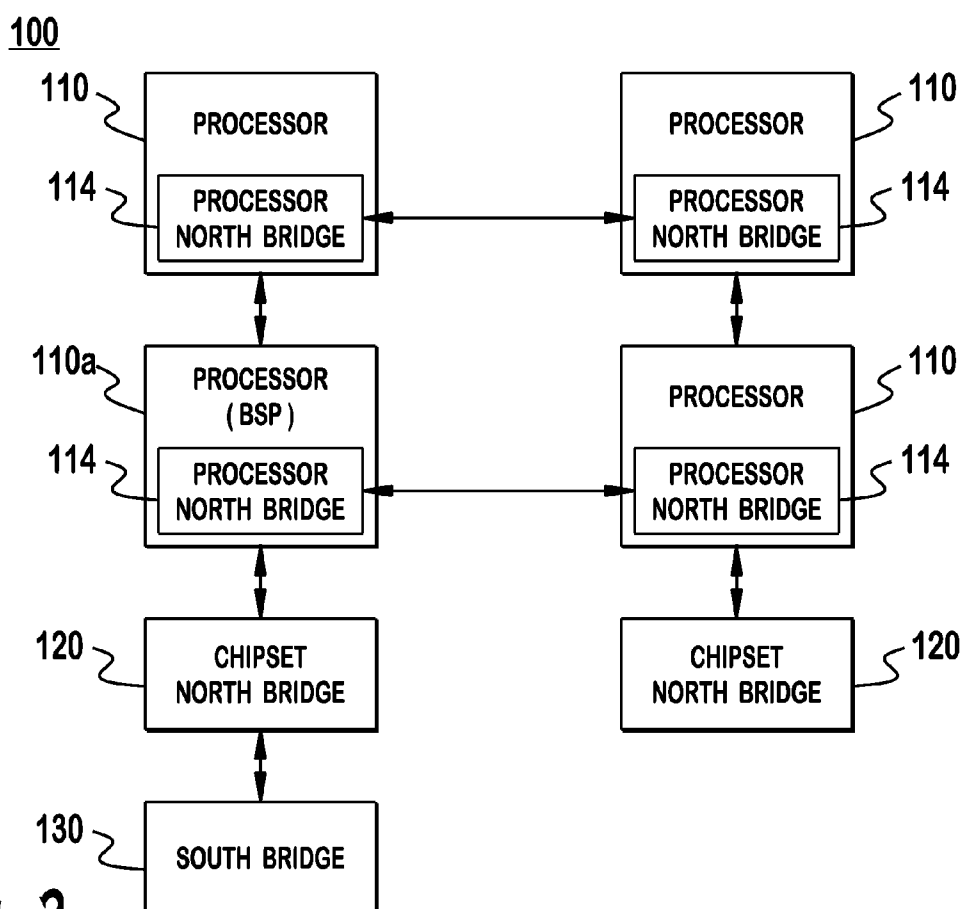 100
110
PROCESSOR
114
PROCESSOR
NORTH BRIDGE
PROCESSOR
110
PROCESSOR
NORTH BRIDGE
114
110a
PROCESSOR
(BSP)
114
PROCESSOR
NORTH BRIDGE
PROCESSOR
110
PROCESSOR
NORTH BRIDGE
114
120
CHIPSET
NORTH BRIDGE
CHIPSET
NORTH BRIDGE
120
130
SOUTH BRIDGE